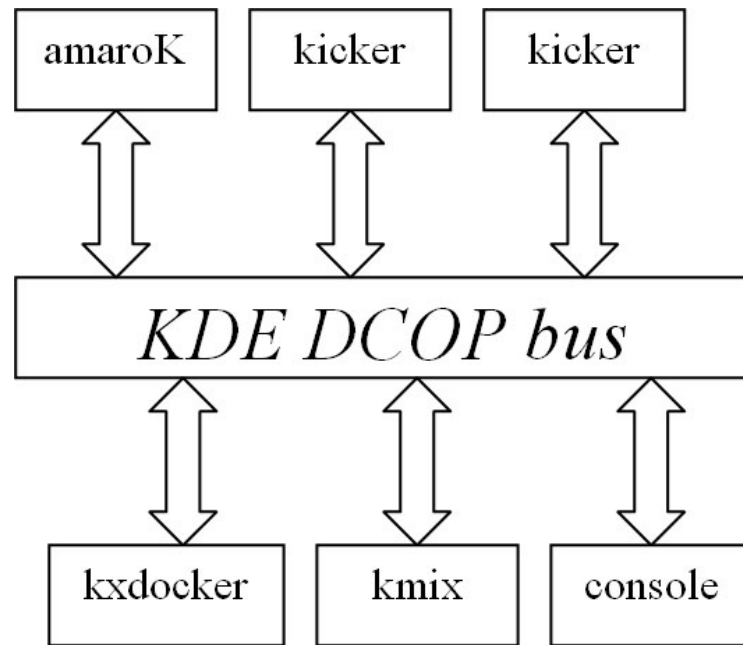 amaroK
kicker
kicker
KDE DCOP bus
kxdocker
kmix
console